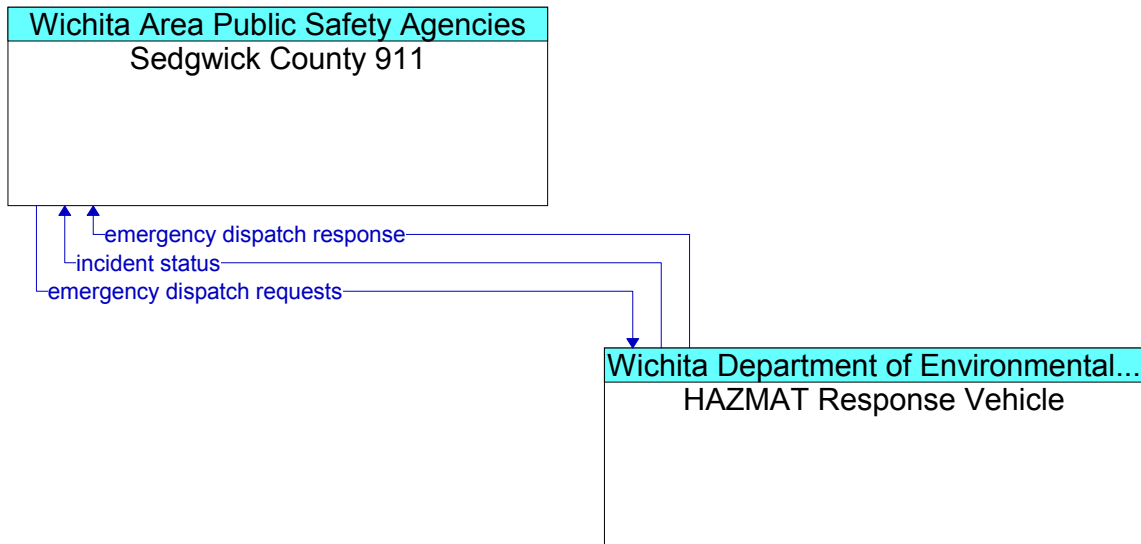 Wichita Area Public Safety Agencies
Sedgwick County 911
emergency dispatch response
incident status
emergency dispatch requests
Wichita Department of Environmental...
HAZMAT Response Vehicle